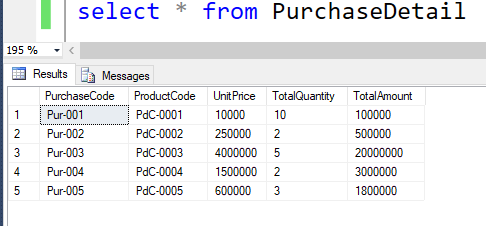 select * from PurchaseDetail
195 %
Results Messages
PurchaseCode ProductCode UnitPrice TotalQuantity TotalAmount
1 Pur-001 PdC-0001 10000 10 100000
2 Pur-002 PdC-0002 250000 2 500000
3 Pur-003 PdC-0003 4000000 5 20000000
4 Pur-004 PdC-0004 1500000 2 3000000
5 Pur-005 PdC-0005 600000 3 1800000